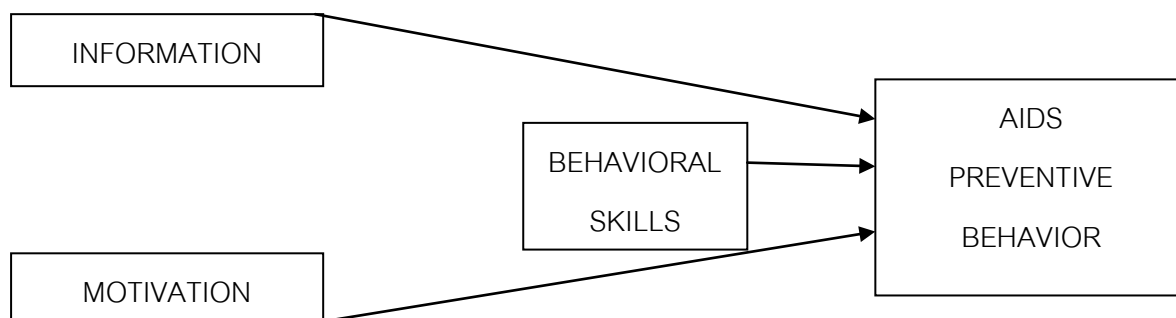 INFORMATION
BEHAVIORAL
SKILLS
MOTIVATION
AIDS
PREVENTIVE
BEHAVIOR